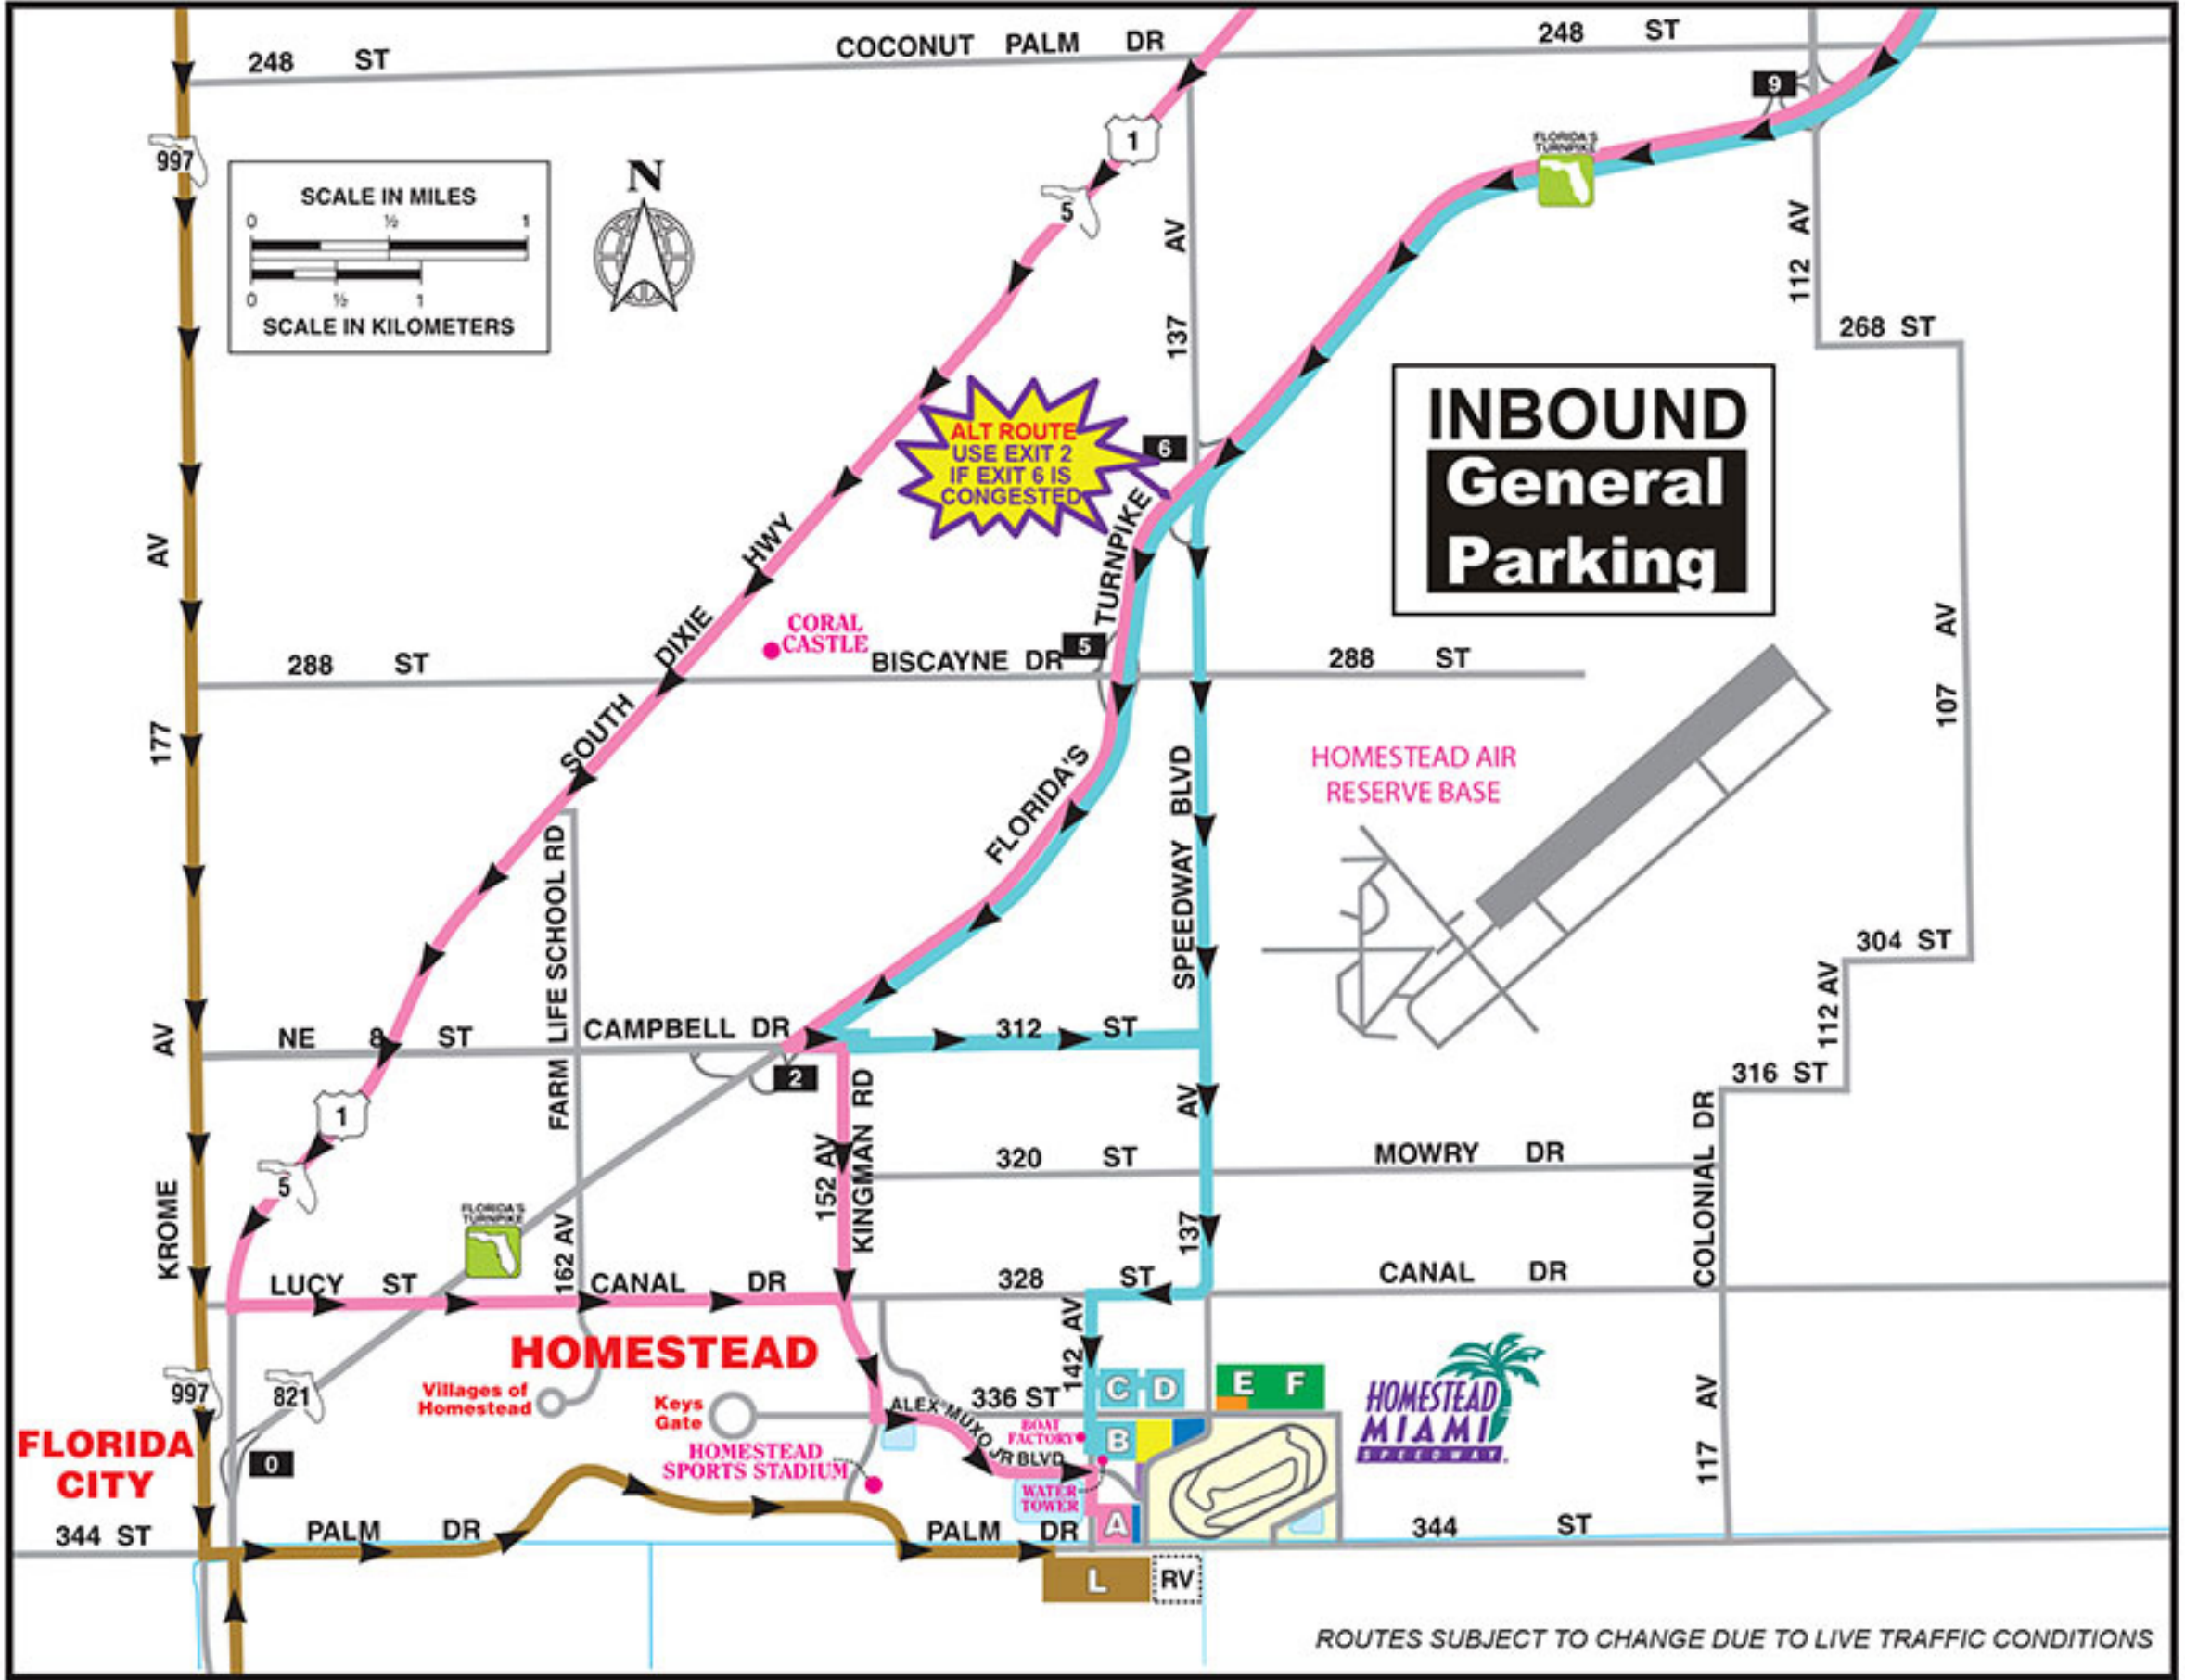 COCONUT PALM DR
248 ST
248 ST
9
997
SCALE IN MILES
0 ½ 1
0 ½ 1
SCALE IN KILOMETERS
N
1
5
FLORIDA'S
TURNPIKE
137 AV
112 AV
268 ST
ALT ROUTE
USE EXIT 2
IF EXIT 6 IS
CONGESTED
6
INBOUND
General
Parking
SOUTH DIXIE HWY
FLORIDA'S TURNPIKE
CORAL
CASTLE
5
288 ST
BISCAYNE DR
288 ST
107 AV
KROME AV 177 AV
HOMESTEAD AIR
RESERVE BASE
SPEEDWAY BLVD
137 AV
FARM LIFE SCHOOL RD
162 AV
304 ST
112 AV
NE 8 ST
CAMPBELL DR
312 ST
2
316 ST
1
5
152 AV
KINGMAN RD
320 ST
MOWRY DR
COLONIAL DR
FLORIDA'S
TURNPIKE
LUCY ST
CANAL DR
328 ST
CANAL DR
142 AV
HOMESTEAD
Villages of
Homestead
Keys
Gate
336 ST
C D
E F
HOMESTEAD
MIAMI
SPEEDWAY
997
821
FLORIDA
CITY
0
ALEX MUXO JR BLVD
BOAT
FACTORY
B
HOMESTEAD
SPORTS STADIUM
WATER
TOWER
A
117 AV
344 ST
PALM DR
PALM DR
344 ST
L
RV
ROUTES SUBJECT TO CHANGE DUE TO LIVE TRAFFIC CONDITIONS